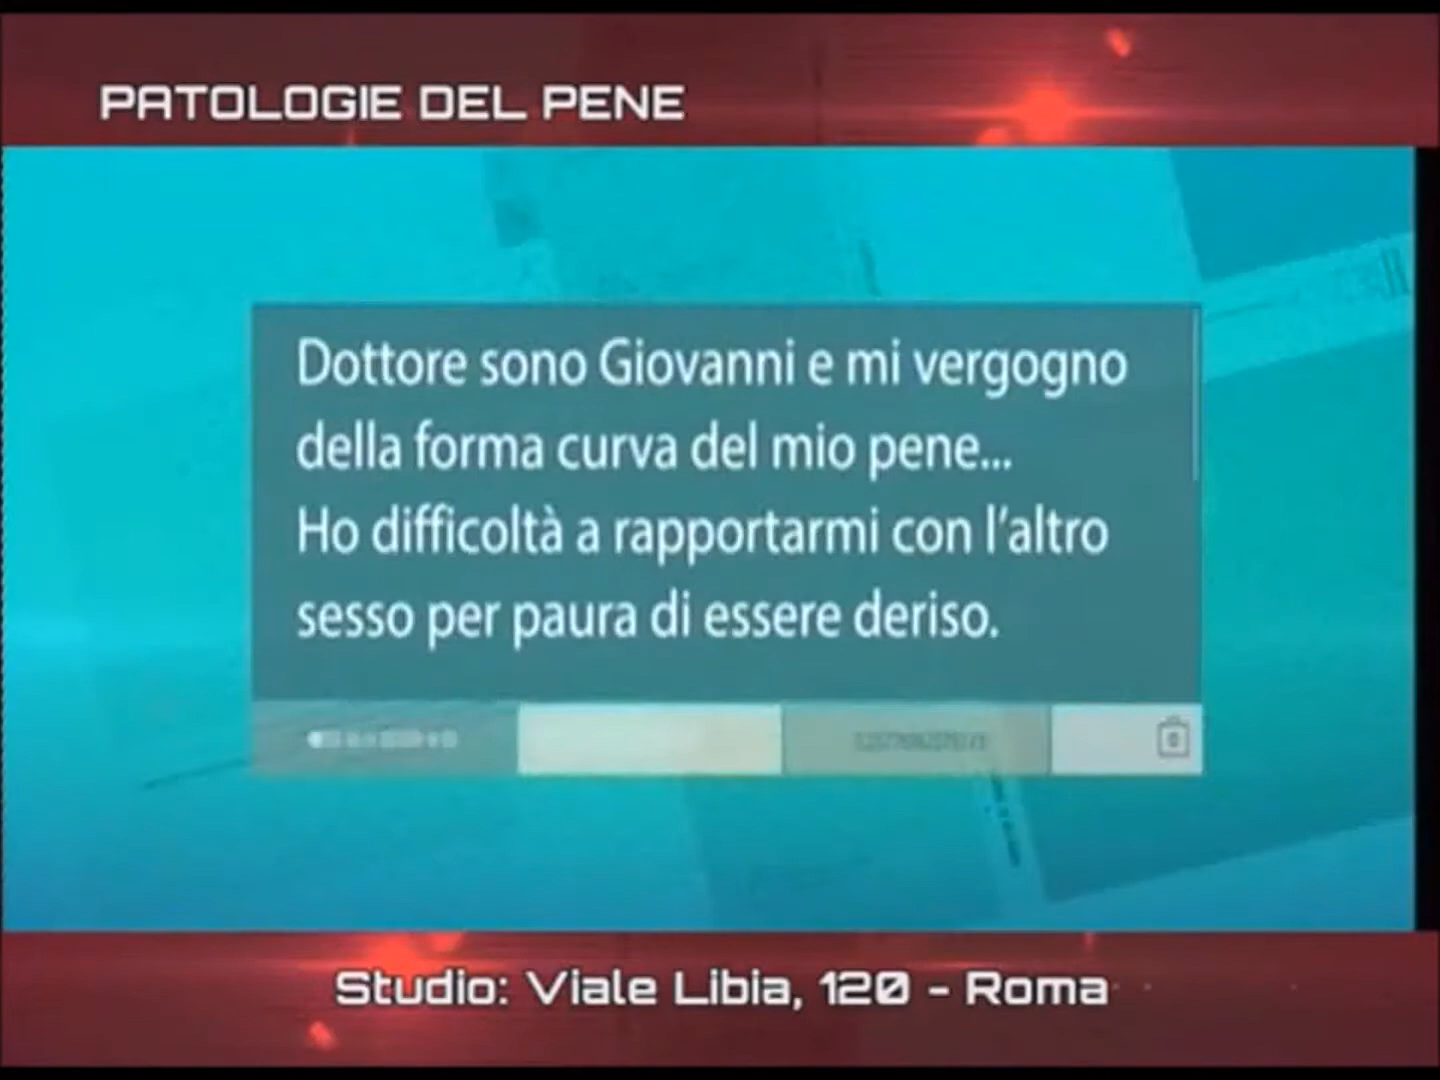 PATOLOGIE DEL PENE
Dottore sono Giovanni e mi vergogno
della forma curva del mio pene...
Ho difficoltà a rapportarmi con l'altro
sesso per paura di essere deriso.
Studio: Viale Libia, 120 - Roma